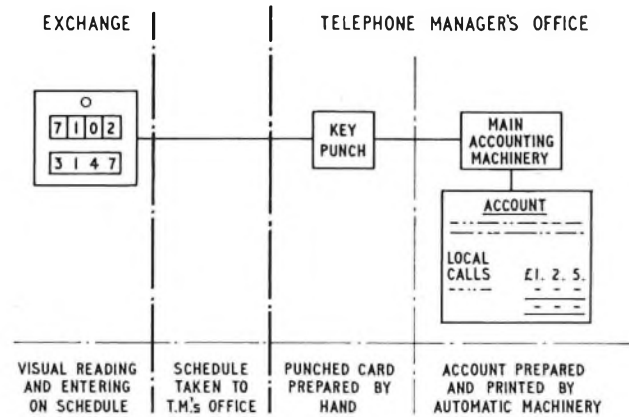 EXCHANGE
TELEPHONE MANAGER'S OFFICE
7102
3147
KEY
PUNCH
MAIN
ACCOUNTING
MACHINERY
ACCOUNT
LOCAL
CALLS £1. 2. 5.
VISUAL READING
AND ENTERING
ON SCHEDULE
SCHEDULE
TAKEN TO
T.M.'s OFFICE
PUNCHED CARD
PREPARED BY
HAND
ACCOUNT PREPARED
AND PRINTED BY
AUTOMATIC MACHINERY